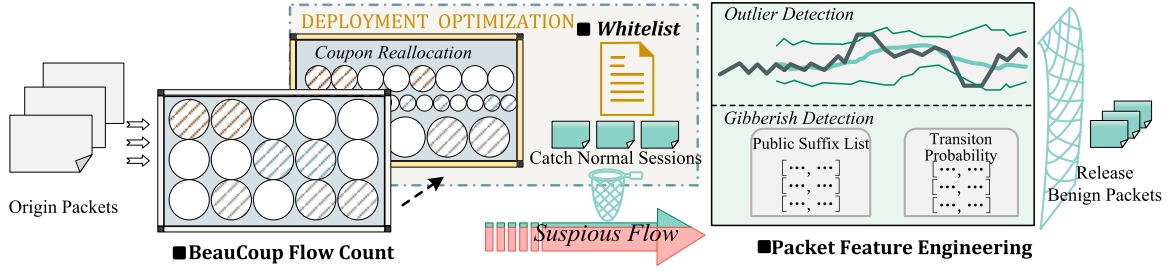 Origin Packets
■BeauCoup Flow Count
DEPLOYMENT OPTIMIZATION
Coupon Reallocation
■ Whitelist
Catch Normal Sessions
Suspious Flow
Outlier Detection
Gibberish Detection
Public Suffix List
[···, ···]
[···, ···]
[···, ···]
Transiton
Probability
[···, ···]
[···, ···]
[···, ···]
■Packet Feature Engineering
Release
Benign Packets